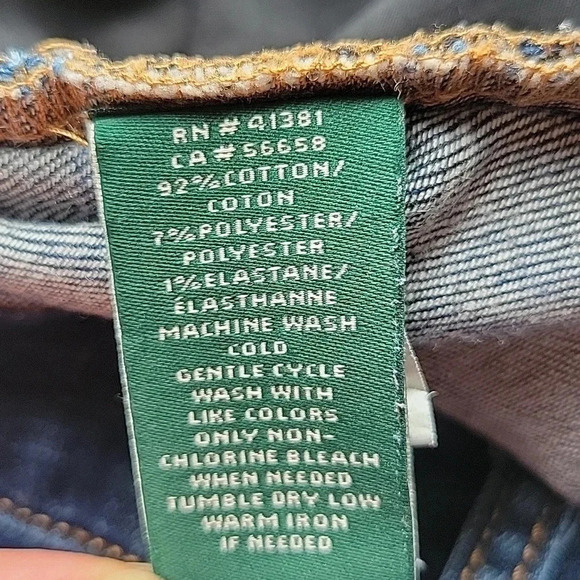 RN # 41381
CA # 56658
92% COTTON/
COTON
7% POLYESTER/
POLYESTER
1% ELASTANE/
ÉLASTHANNE
MACHINE WASH
COLD
GENTLE CYCLE
WASH WITH
LIKE COLORS
ONLY NON-
CHLORINE BLEACH
WHEN NEEDED
TUMBLE DRY LOW
WARM IRON
IF NEEDED